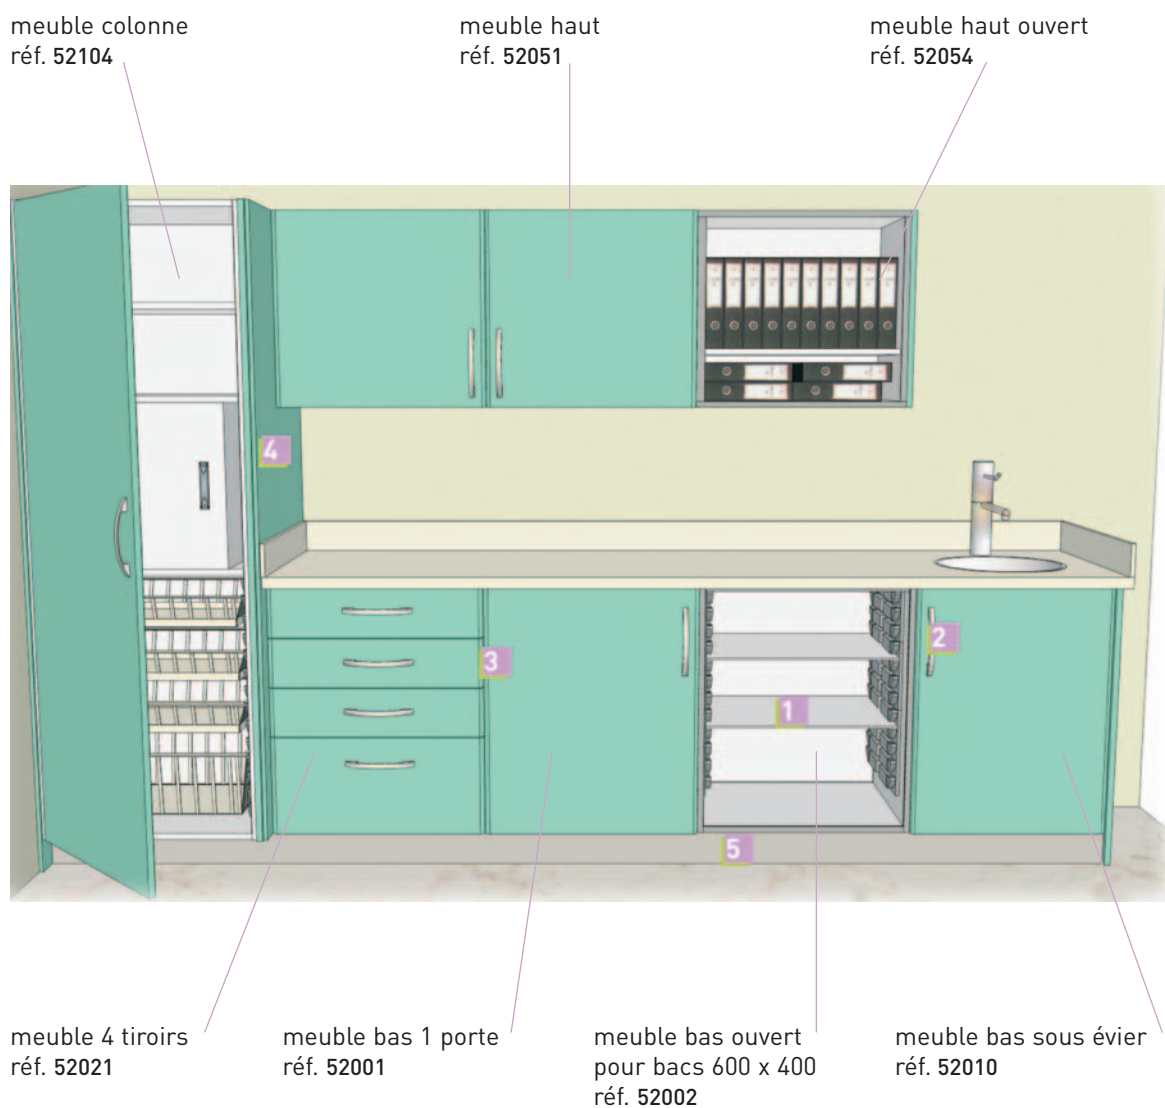 meuble colonne
réf. 52104
meuble haut
réf. 52051
meuble haut ouvert
réf. 52054
4
3
2
1
5
meuble 4 tiroirs
réf. 52021
meuble bas 1 porte
réf. 52001
meuble bas ouvert
pour bacs 600 x 400
réf. 52002
meuble bas sous évier
réf. 52010